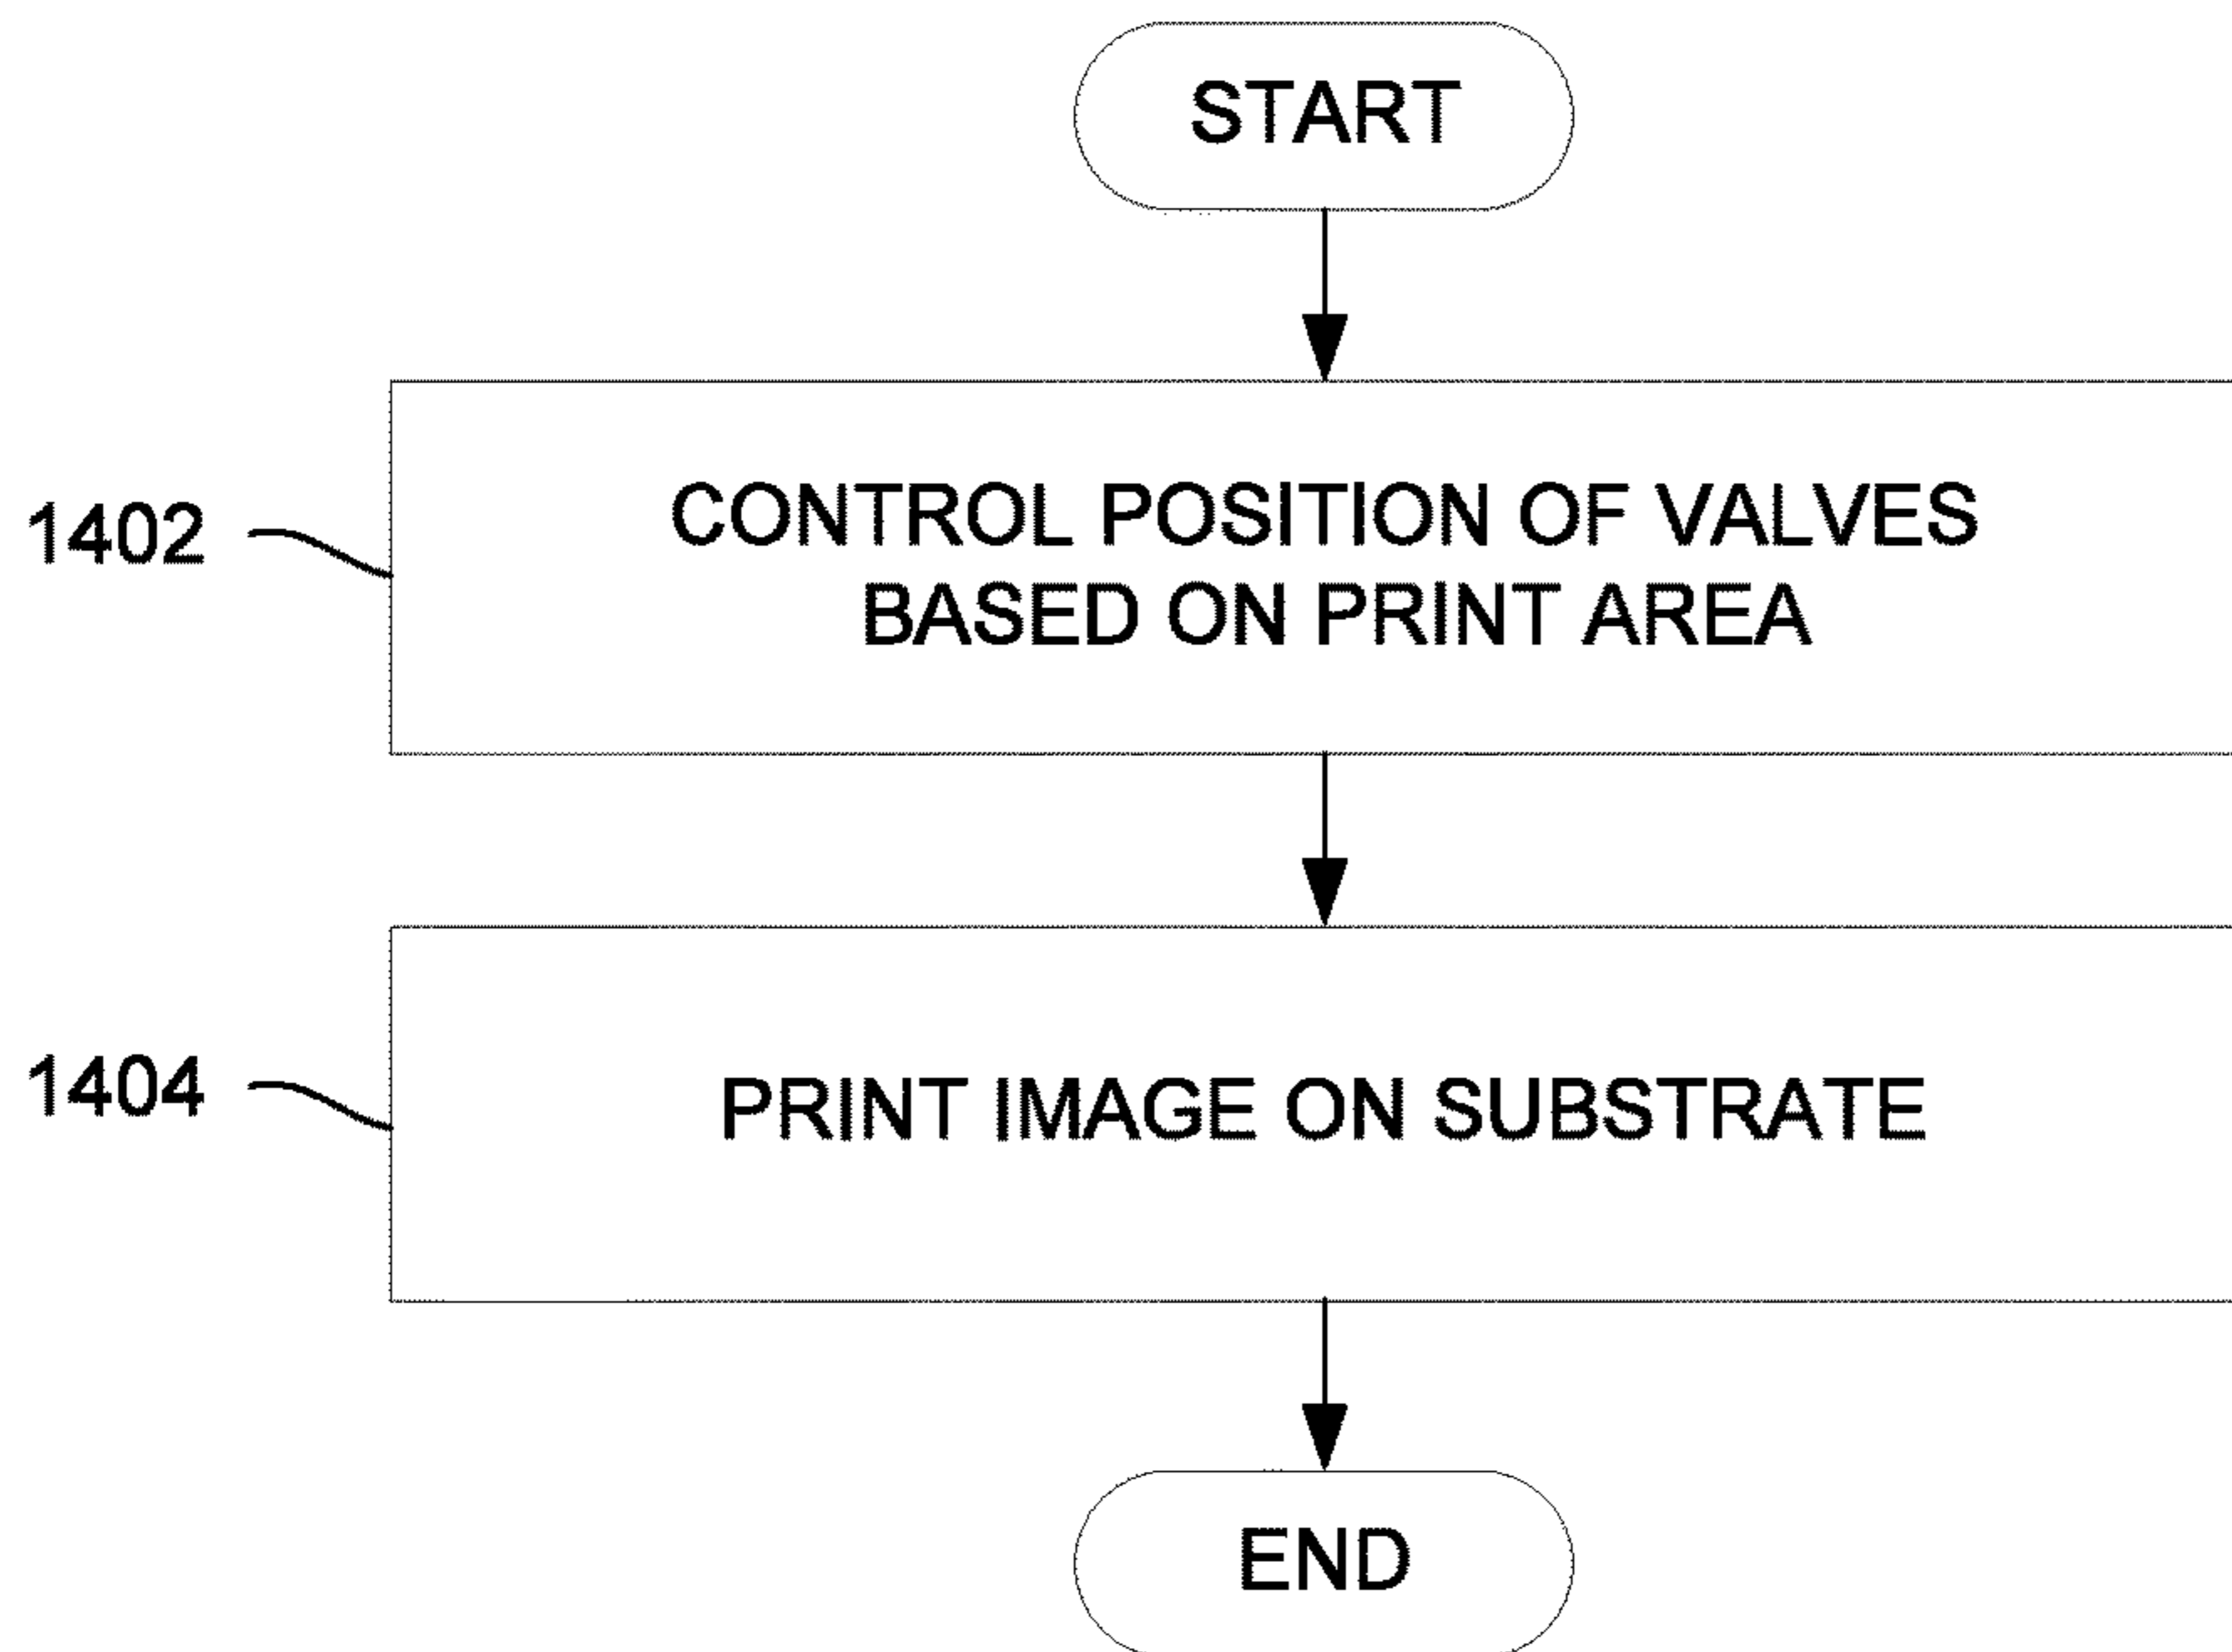 START
1402
CONTROL POSITION OF VALVES
BASED ON PRINT AREA
1404
PRINT IMAGE ON SUBSTRATE
END